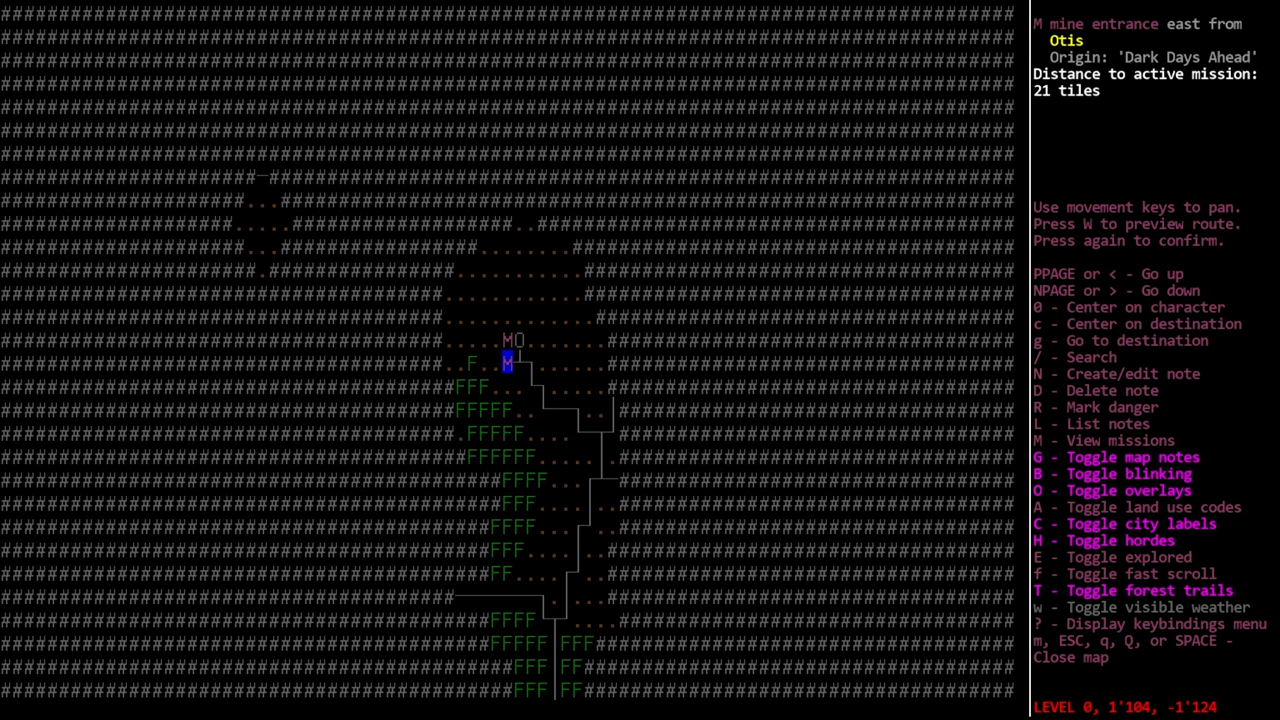 M mine entrance east from
Otis
Origin: 'Dark Days Ahead'
Distance to active mission:
21 tiles
Use movement keys to pan.
Press W to preview route.
Press again to confirm.
PPAGE or < - Go up
NPAGE or > - Go down
0 - Center on character
c - Center on destination
g - Go to destination
/ - Search
N - Create/edit note
D - Delete note
R - Mark danger
L - List notes
M - View missions
G - Toggle map notes
B - Toggle blinking
O - Toggle overlays
A - Toggle land use codes
C - Toggle city labels
H - Toggle hordes
E - Toggle explored
f - Toggle fast scroll
T - Toggle forest trails
w - Toggle visible weather
? - Display keybindings menu
m, ESC, q, Q, or SPACE -
Close map
LEVEL 0, 1'104, -1'124